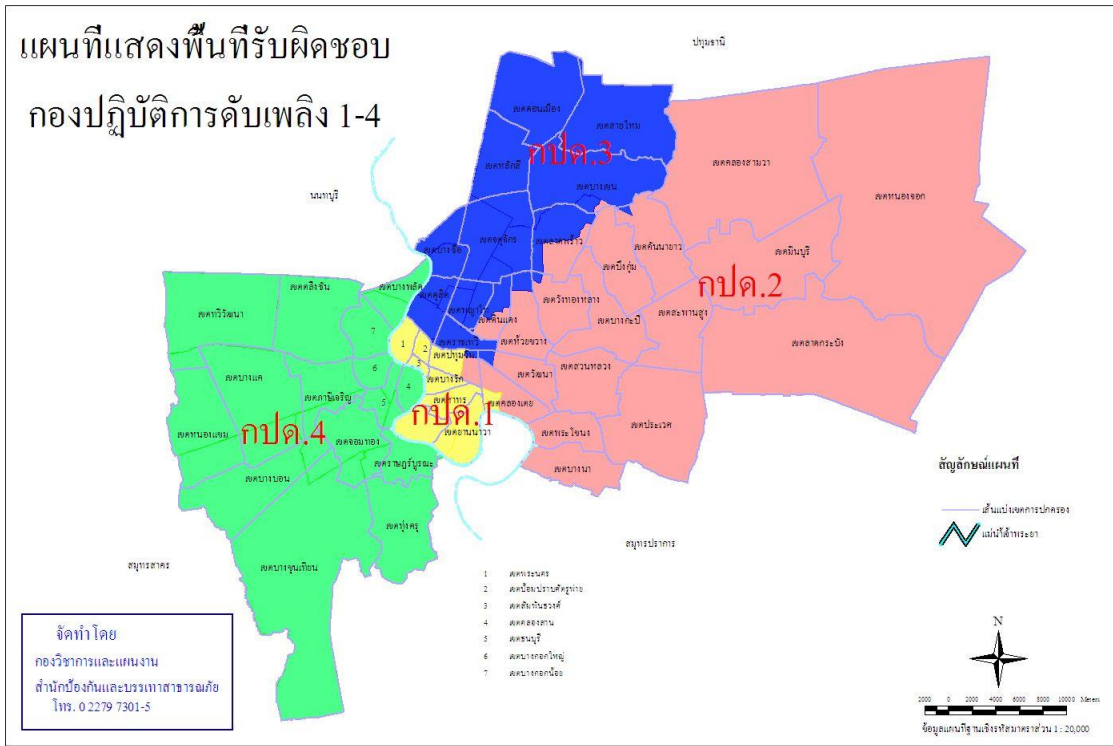 แผนที่แสดงพื้นที่รับผิดชอบ
กองปฏิบัติการดับเพลิง 1-4
ปทุมธานี
นนทบุรี
เขตดอนเมือง
เขตสายไหม
กปด.3
เขตหลักสี่
เขตบางเขน
เขตคลองสามวา
เขตหนองจอก
เขตบางซื่อ
เขตจตุจักร
เขตลาดพร้าว
เขตคันนายาว
เขตมีนบุรี
เขตบึงกุ่ม
กปด.2
เขตตลิ่งชัน
เขตบางพลัด
เขตดุสิต
เขตพญาไท
เขตดินแดง
เขตวังทองหลาง
เขตบางกะปิ
เขตสะพานสูง
เขตทวีวัฒนา
7
1
2
3
เขตราชเทวี
เขตห้วยขวาง
เขตลาดกระบัง
เขตปทุมวัน
เขตบางแค
6
4
เขตบางรัก
เขตวัฒนา
เขตสวนหลวง
เขตภาษีเจริญ
5
เขตสาทร
เขตคลองเตย
กปด.1
เขตหนองแขม
กปด.4
เขตจอมทอง
เขตยานนาวา
เขตพระโขนง
เขตประเวศ
เขตราษฎร์บูรณะ
เขตบางนา
เขตบางบอน
เขตทุ่งครุ
เขตบางขุนเทียน
สมุทรสาคร
สมุทรปราการ
สัญลักษณ์แผนที่
เส้นแบ่งเขตการปกครอง
แม่น้ำเจ้าพระยา
1 เขตพระนคร
2 เขตป้อมปราบศัตรูพ่าย
3 เขตสัมพันธวงศ์
4 เขตคลองสาน
5 เขตธนบุรี
6 เขตบางกอกใหญ่
7 เขตบางกอกน้อย
จัดทำโดย
กองวิชาการและแผนงาน
สำนักป้องกันและบรรเทาสาธารณภัย
โทร. 0 2279 7301-5
N
2000 0 2000 4000 6000 8000 10000 Meters
ข้อมูลแผนที่ฐานเชิงรหัสมาตราส่วน 1 : 20,000